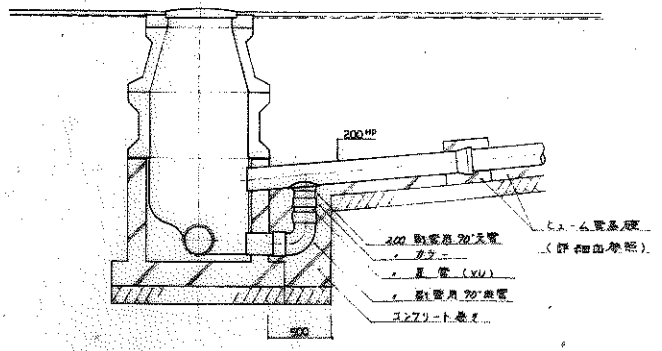 200 HP
ヒューム管基礎
(詳細図参照)
200 副管用 90°支管
〃 カラー
〃 直管 (VU)
〃 副管用 90°曲管
コンクリート巻き
500